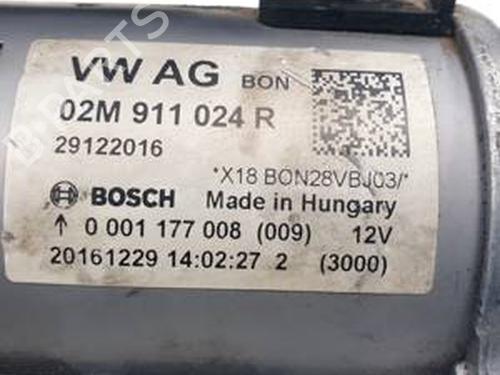 VW AG BON
02M 911 024 R
29122016
*X18 BON28VBJ03/*
BOSCH Made in Hungary
↑ 0 001 177 008 (009) 12V
20161229 14:02:27 2 (3000)
B-PARTS